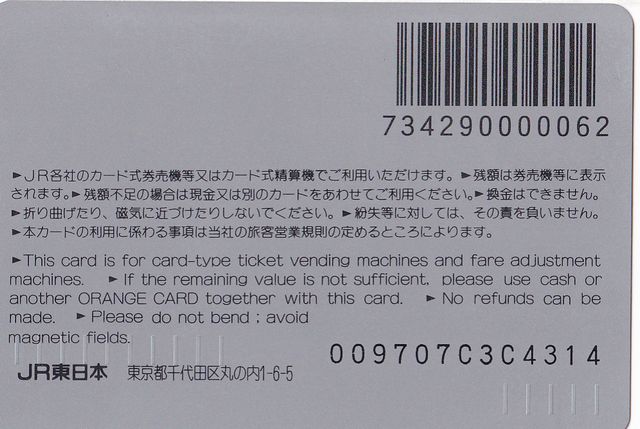 734290000062
►JR各社のカード式券売機等又はカード式精算機でご利用いただけます。►残額は券売機等に表示
されます。►残額不足の場合は現金又は別のカードをあわせてご利用ください。►換金はできません。
►折り曲げたり、磁気に近づけたりしないでください。►紛失等に対しては、その責を負いません。
►本カードの利用に係わる事項は当社の旅客営業規則の定めるところによります。
►This card is for card-type ticket vending machines and fare adjustment
machines. ►If the remaining value is not sufficient, please use cash or
another ORANGE CARD together with this card. ►No refunds can be
made. ►Please do not bend ; avoid
magnetic fields.
009707C3C4314
JR東日本 東京都千代田区丸の内1-6-5